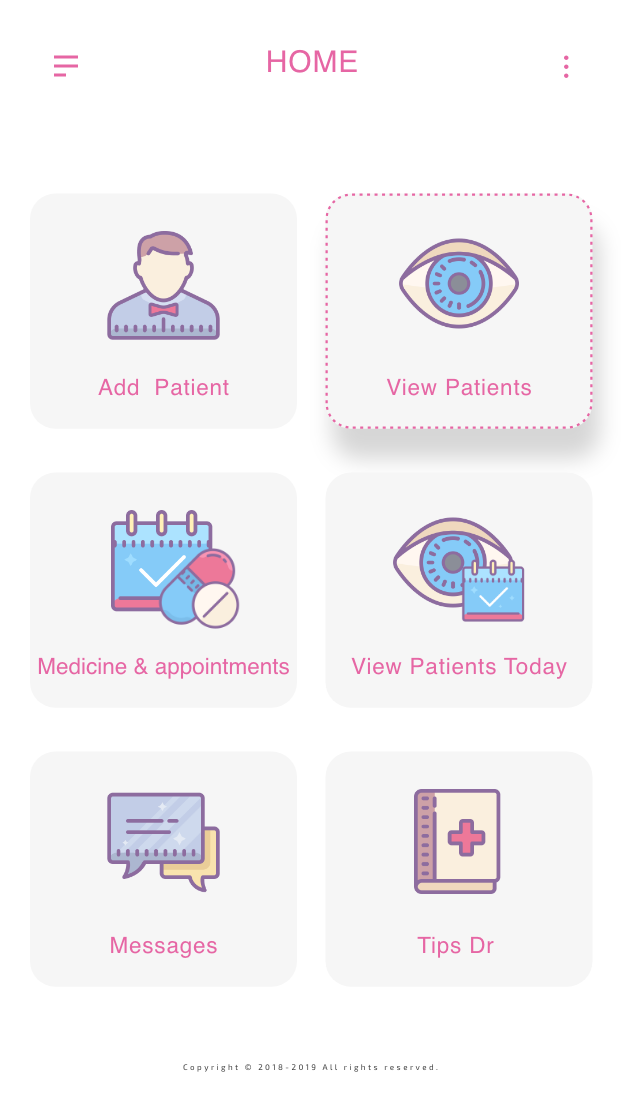 HOME
Add  Patient
View Patients
Medicine & appointments
View Patients Today
Messages
Tips Dr
Copyright © 2018-2019 All rights reserved.